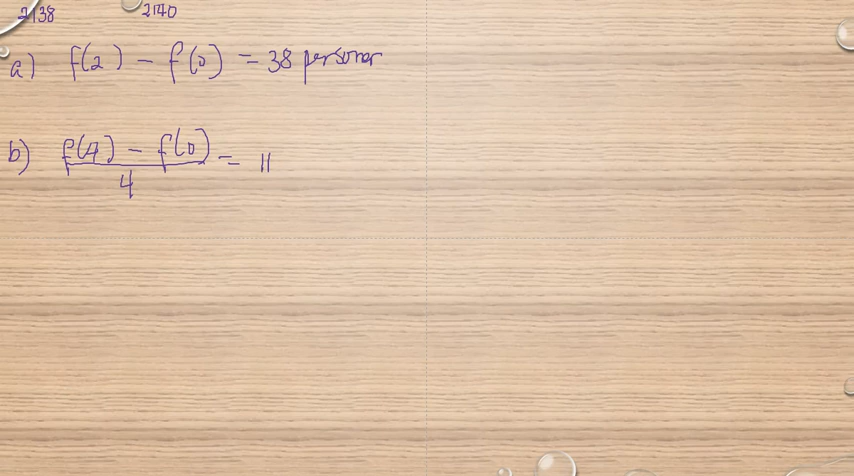 2138 2140
a) f(2) - f(0) = 38 personer
b) f(4) - f(0) = 11
4